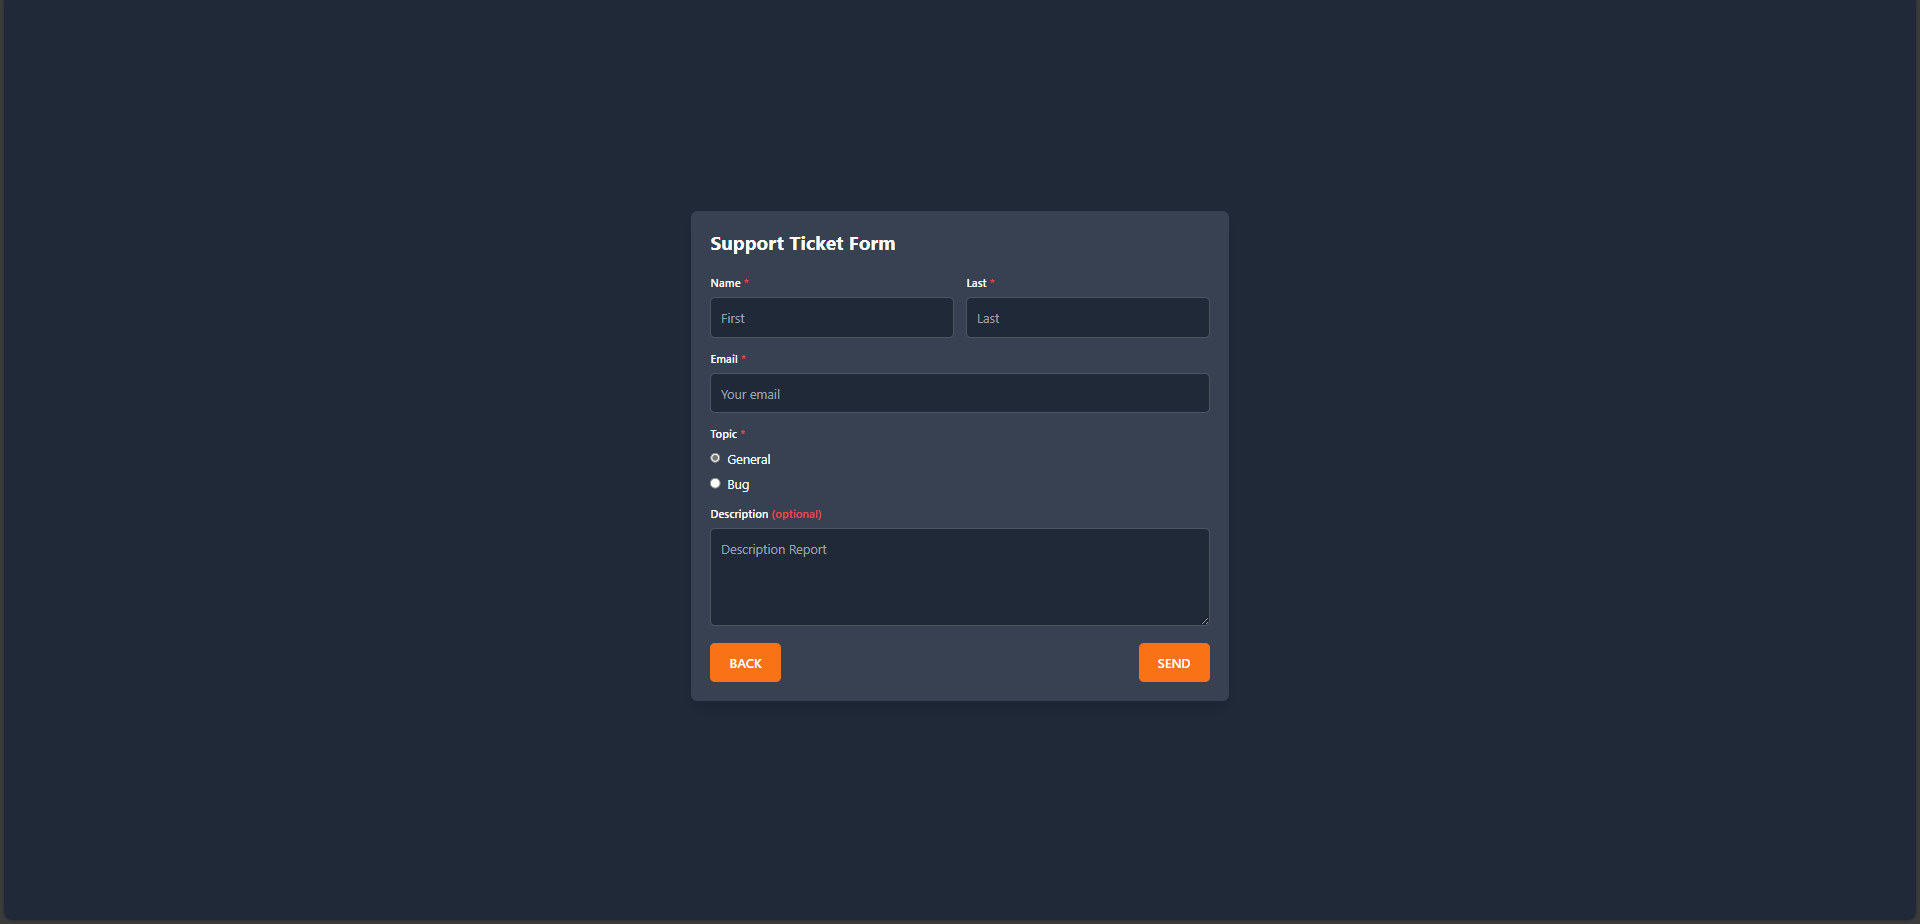 Support Ticket Form
Name * Last *
First Last
Email *
Your email
Topic *
General
Bug
Description (optional)
Description Report
BACK SEND